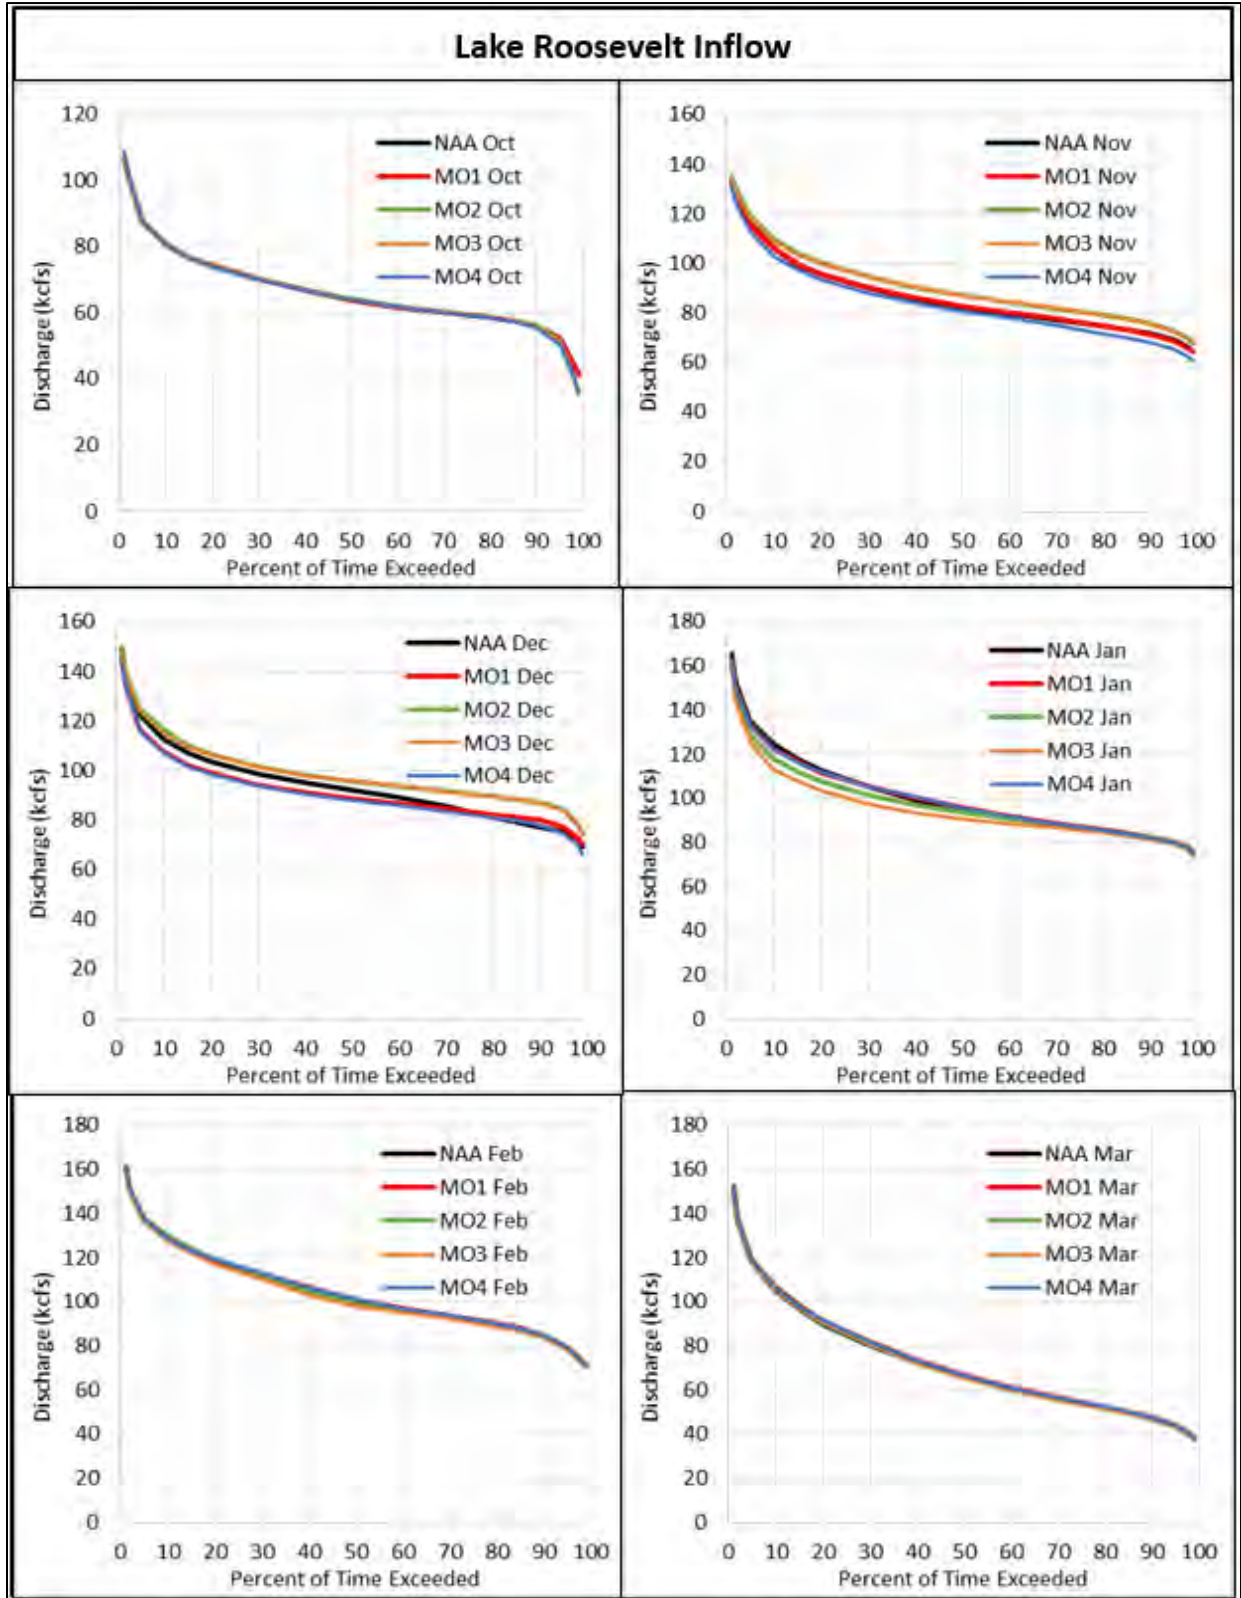 Lake Roosevelt Inflow
120
100
80
60
40
20
0
Discharge (kcfs)
NAA Oct
MO1 Oct
MO2 Oct
MO3 Oct
MO4 Oct
0 10 20 30 40 50 60 70 80 90 100
Percent of Time Exceeded
160
140
120
100
80
60
40
20
0
Discharge (kcfs)
NAA Nov
MO1 Nov
MO2 Nov
MO3 Nov
MO4 Nov
0 10 20 30 40 50 60 70 80 90 100
Percent of Time Exceeded
160
140
120
100
80
60
40
20
0
Discharge (kcfs)
NAA Dec
MO1 Dec
MO2 Dec
MO3 Dec
MO4 Dec
0 10 20 30 40 50 60 70 80 90 100
Percent of Time Exceeded
180
160
140
120
100
80
60
40
20
0
Discharge (kcfs)
NAA Jan
MO1 Jan
MO2 Jan
MO3 Jan
MO4 Jan
0 10 20 30 40 50 60 70 80 90 100
Percent of Time Exceeded
180
160
140
120
100
80
60
40
20
0
Discharge (kcfs)
NAA Feb
MO1 Feb
MO2 Feb
MO3 Feb
MO4 Feb
0 10 20 30 40 50 60 70 80 90 100
Percent of Time Exceeded
180
160
140
120
100
80
60
40
20
0
Discharge (kcfs)
NAA Mar
MO1 Mar
MO2 Mar
MO3 Mar
MO4 Mar
0 10 20 30 40 50 60 70 80 90 100
Percent of Time Exceeded